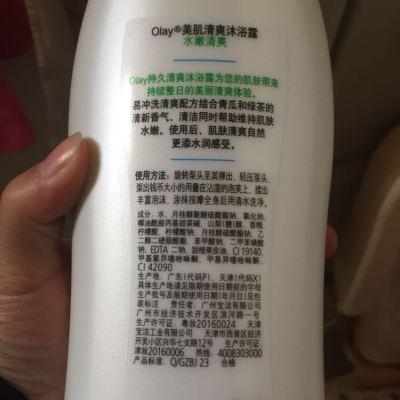 Olay®美肌清爽沐浴露
水嫩清爽
Olay持久清爽沐浴露为您的肌肤带来
持续整日的美丽清爽体验。
易冲洗清爽配方结合青瓜和绿茶的
清新香气，清洁同时帮助维持肌肤
水嫩。使用后，肌肤清爽自然
更添水润感受。
使用方法：旋转泵头至其弹出，轻压泵头，
泵出钱币大小的用量在沾湿的泡芙上，揉出
丰富泡沫，涂抹按摩全身后用清水洗净。
成分：水、月桂醇聚醚硫酸酯钠、氯化钠、
椰油酰胺丙基甜菜碱、山梨(糖)醇、香精、
柠檬酸、柠檬酸钠、月桂醇硫酸酯钠、乙
二醇二硬脂酸酯、苯甲酸钠、二甲苯磺酸
钠、EDTA 二钠、甜橙果皮油、CI 19140、
甲基氯异噻唑啉酮、甲基异噻唑啉酮、
CI 42090
生产地：广东(代码P)、天津(代码X)
具体生产地请见限期使用日期前的字母
生产批号及限期使用日期(年月日)见包
装标注 责任公司：广州宝洁有限公司
广州市经济技术开发区滨河路一号
生产许可证：粤妆20160024 天津
宝洁工业有限公司 天津市西青区经济
开发小区兴华七支路12号 生产许可证：
津妆20160006 热线：4008303000
产品标准号：Q/GZBJ 23 合格